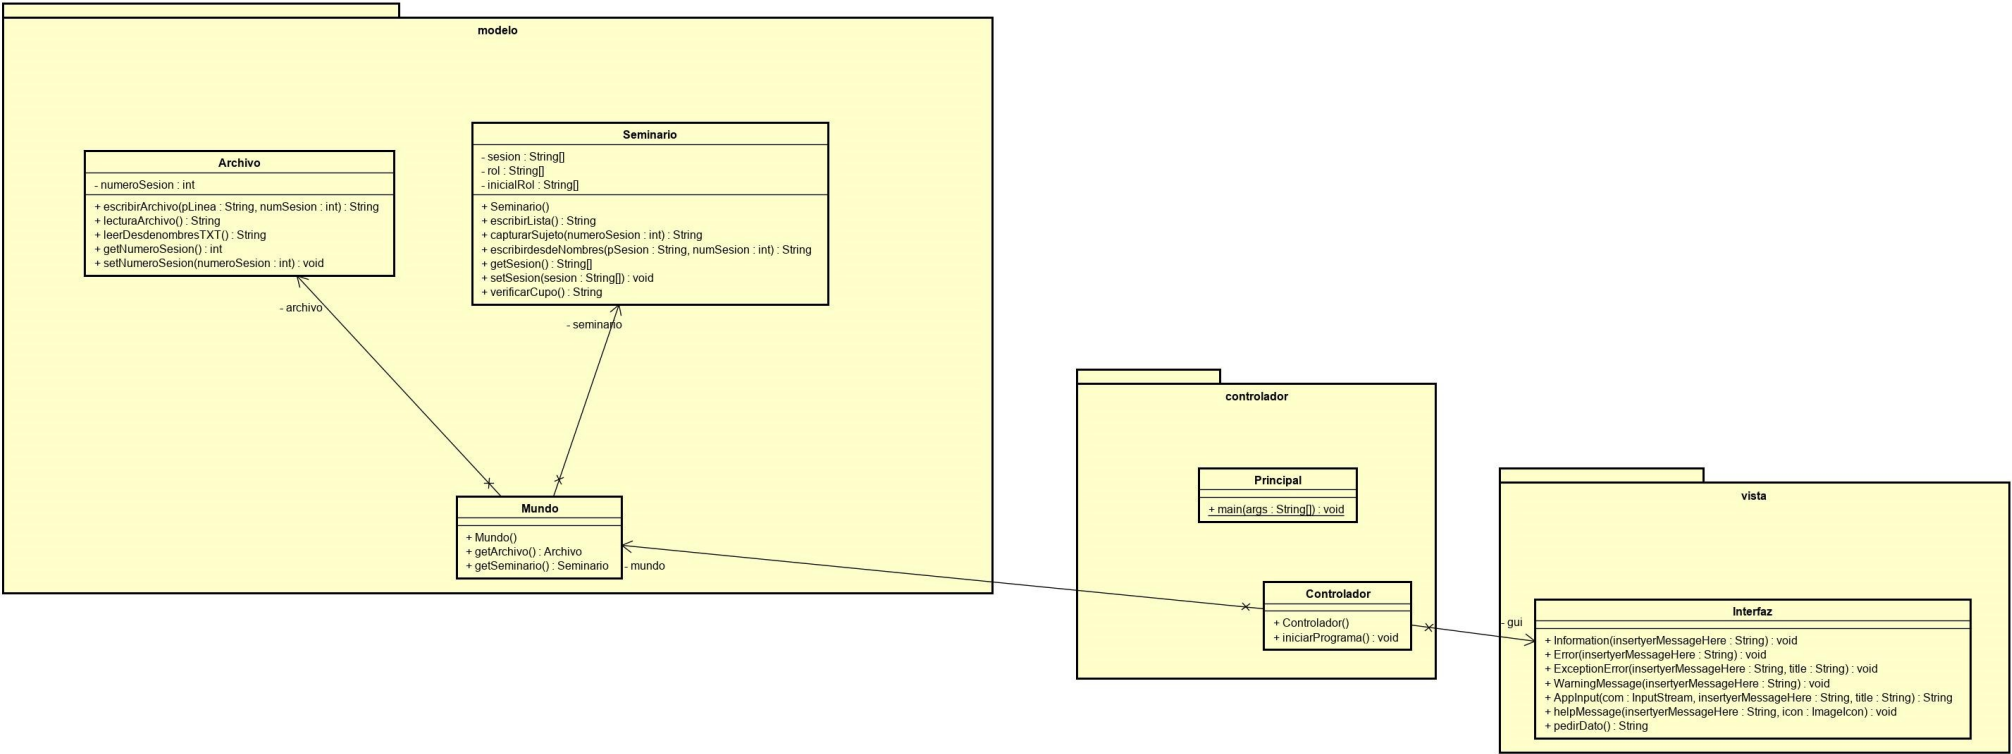 modelo
Archivo
- numeroSesion : int
+ escribirArchivo(pLinea : String, numSesion : int) : String
+ lecturaArchivo() : String
+ leerDesdenombresTXT() : String
+ getNumeroSesion() : int
+ setNumeroSesion(numeroSesion : int) : void
- archivo
Seminario
- sesion : String[]
- rol : String[]
- inicialRol : String[]
+ Seminario()
+ escribirLista() : String
+ capturarSujeto(numeroSesion : int) : String
+ escribirdesdeNombres(pSesion : String, numSesion : int) : String
+ getSesion() : String[]
+ setSesion(sesion : String[]) : void
+ verificarCupo() : String
- seminario
Mundo
+ Mundo()
+ getArchivo() : Archivo
+ getSeminario() : Seminario
- mundo
controlador
Principal
+ main(args : String[]) : void
Controlador
+ Controlador()
+ iniciarPrograma() : void
vista
- gui
Interfaz
+ Information(insertyerMessageHere : String) : void
+ Error(insertyerMessageHere : String) : void
+ ExceptionError(insertyerMessageHere : String, title : String) : void
+ WarningMessage(insertyerMessageHere : String) : void
+ AppInput(com : InputStream, insertyerMessageHere : String, title : String) : String
+ helpMessage(insertyerMessageHere : String, icon : ImageIcon) : void
+ pedirDato() : String